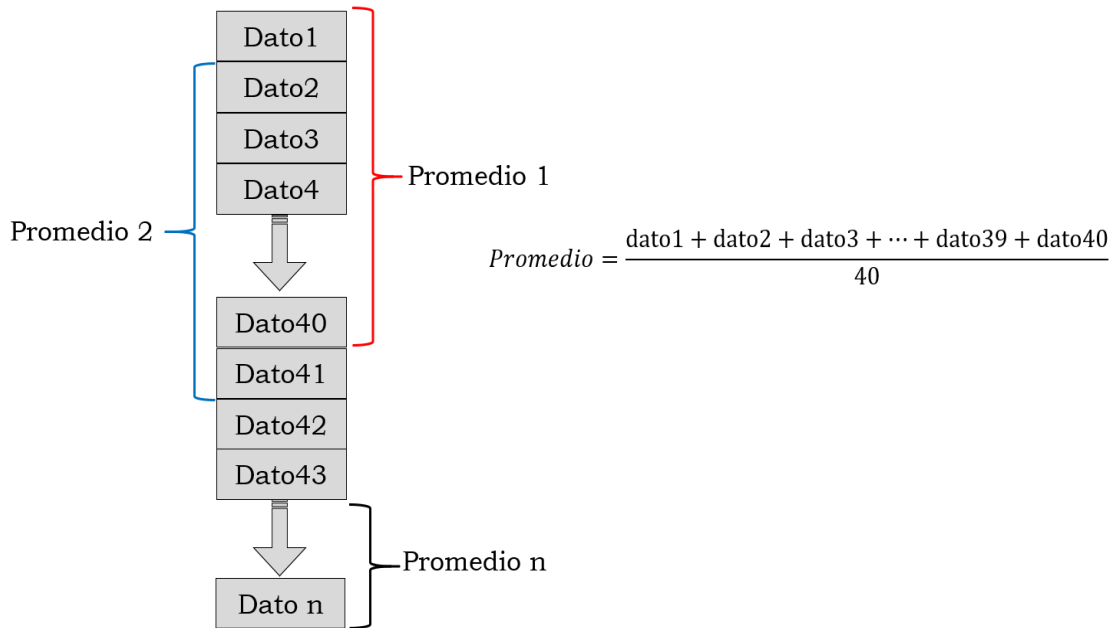 Dato1
Dato2
Dato3
Dato4
Promedio 1
Promedio 2
Promedio = dato1 + dato2 + dato3 + ⋯ + dato39 + dato40
40
Dato40
Dato41
Dato42
Dato43
Promedio n
Dato n